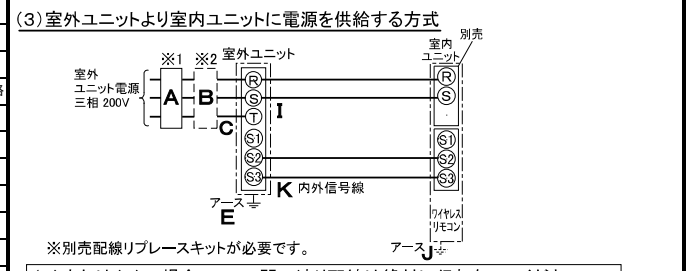 (3)室外ユニットより室内ユニットに電源を供給する方式
別売
※1 ※2 室外ユニット
室内
ユニット
室外
ユニット電源
三相 200V
A
B
C
R
S
T
S1
S2
S3
I
R
S
S1
S2
S3
K 内外信号線
アース
E
ワイヤレス
リモコン
アース J
※別売配線リプレースキットが必要です。